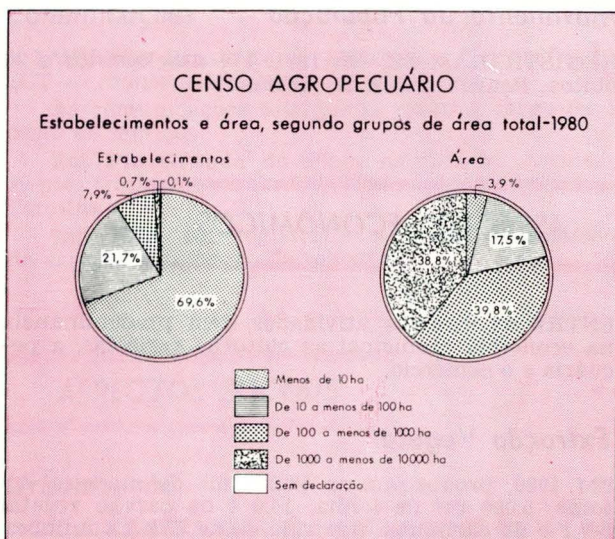 CENSO AGROPECUÁRIO
Estabelecimentos e área, segundo grupos de área total-1980
Estabelecimentos
0,7%
0,1%
7,9%
21,7%
69,6%
Área
3,9%
17,5%
38,8%
39,8%
Menos de 10ha
De 10 a menos de 100 ha
De 100 a menos de 1000 ha
De 1000 a menos de 10000 ha
Sem declaração